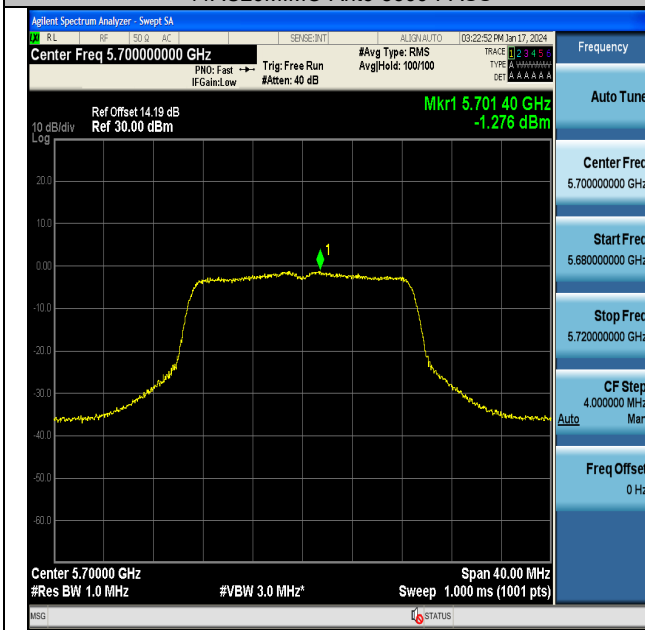 Agilent Spectrum Analyzer - Swept SA
LXI RL RF 50 Ω AC SENSE:INT ALIGNAUTO 03:22:52 PM Jan 17, 2024
Center Freq 5.700000000 GHz
PNO: Fast
IFGain:Low
Trig: Free Run
#Atten: 40 dB
#Avg Type: RMS
Avg|Hold: 100/100
TRACE 1 2 3 4 5 6
TYPE A
DET A A A A A A
Mkr1 5.701 40 GHz
-1.276 dBm
Ref Offset 14.19 dB
10 dB/div Ref 30.00 dBm
Log
20.0
10.0
0.00
-10.0
-20.0
-30.0
-40.0
-50.0
-60.0
1
Center 5.70000 GHz Span 40.00 MHz
#Res BW 1.0 MHz #VBW 3.0 MHz* Sweep 1.000 ms (1001 pts)
MSG STATUS
Frequency
Auto Tune
Center Freq
5.700000000 GHz
Start Freq
5.680000000 GHz
Stop Freq
5.720000000 GHz
CF Step
4.000000 MHz
Auto Man
Freq Offset
0 Hz